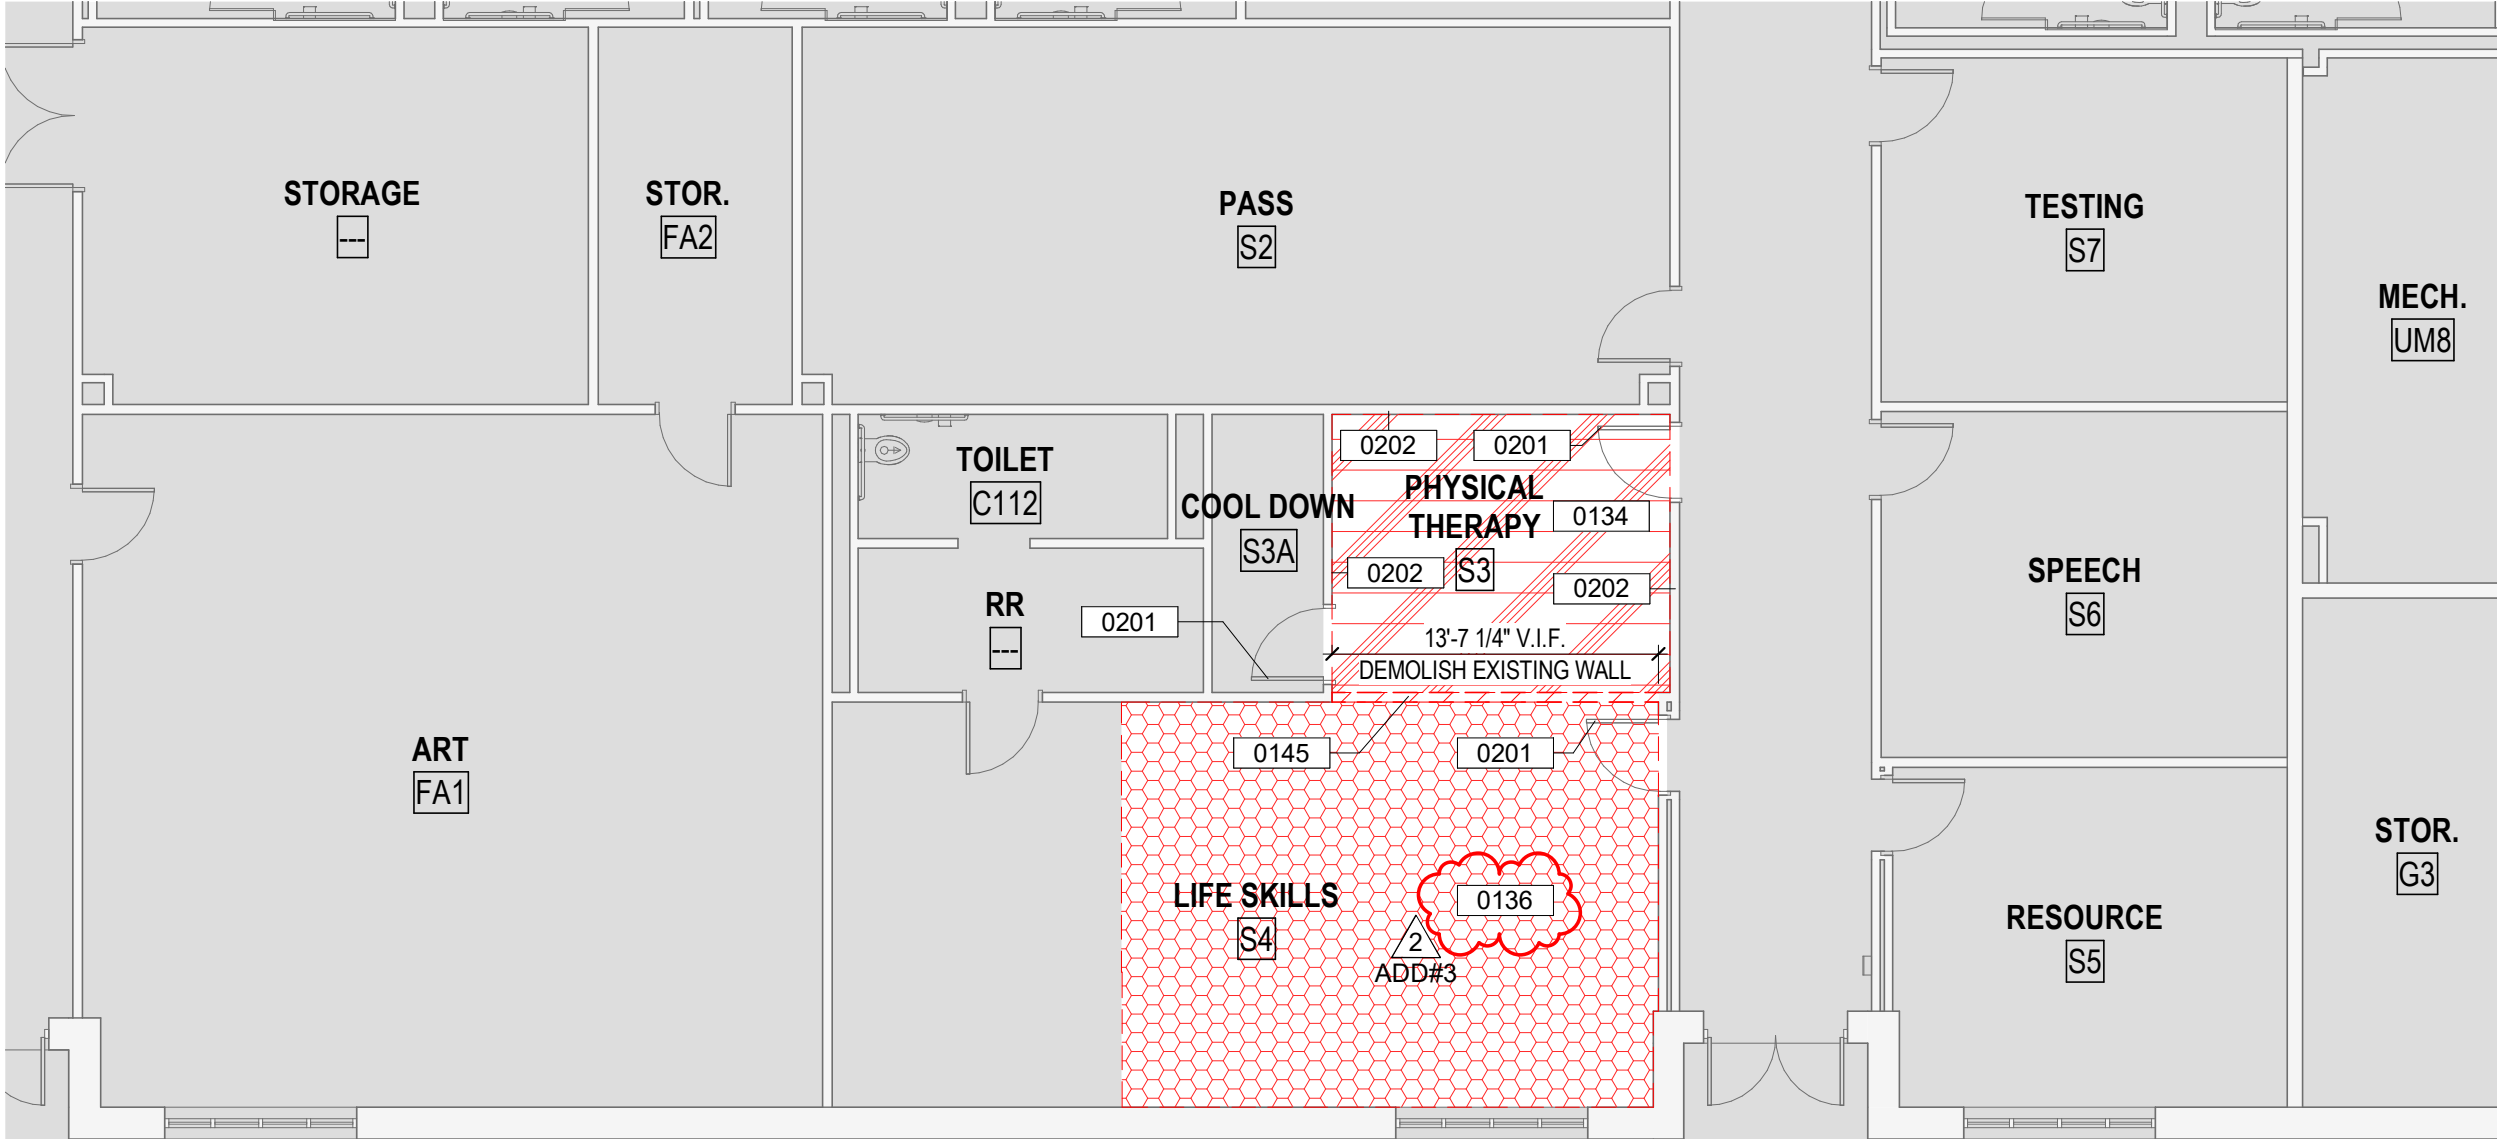 STORAGE
---
STOR.
FA2
PASS
S2
TESTING
S7
MECH.
UM8
0202
0201
TOILET
C112
COOL DOWN
S3A
PHYSICAL
THERAPY
S3
0134
0202
0202
SPEECH
S6
RR
---
0201
13'-7 1/4" V.I.F.
DEMOLISH EXISTING WALL
ART
FA1
0145
0201
LIFE SKILLS
S4
0136
2
ADD#3
STOR.
G3
RESOURCE
S5